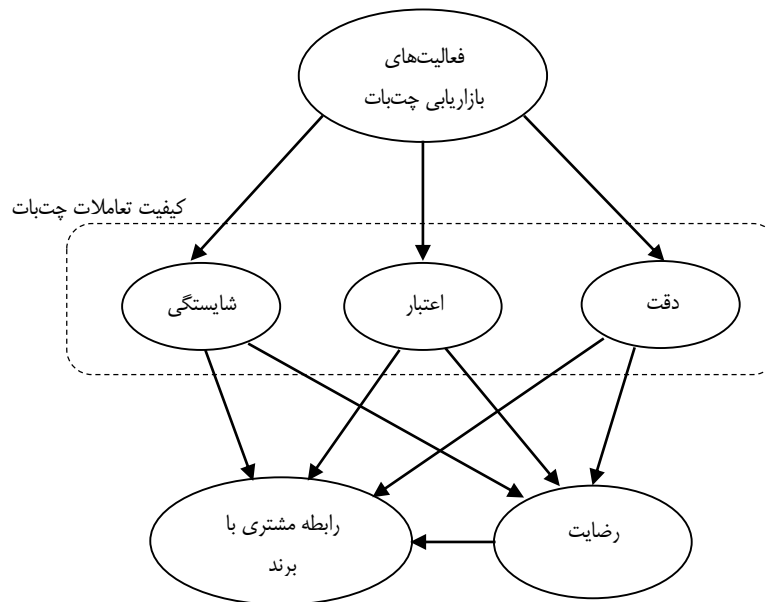 فعالیت‌های
بازاریابی چت‌بات
کیفیت تعاملات چت‌بات
دقت
اعتبار
شایستگی
رضایت
رابطه مشتری با
برند